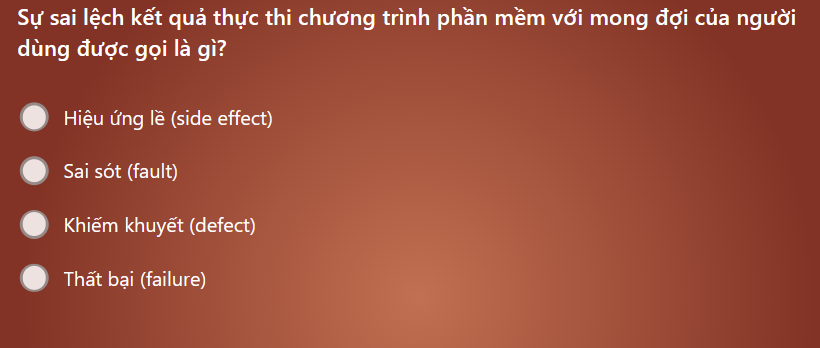 Sự sai lệch kết quả thực thi chương trình phần mềm với mong đợi của người
dùng được gọi là gì?
Hiệu ứng lề (side effect)
Sai sót (fault)
Khiếm khuyết (defect)
Thất bại (failure)